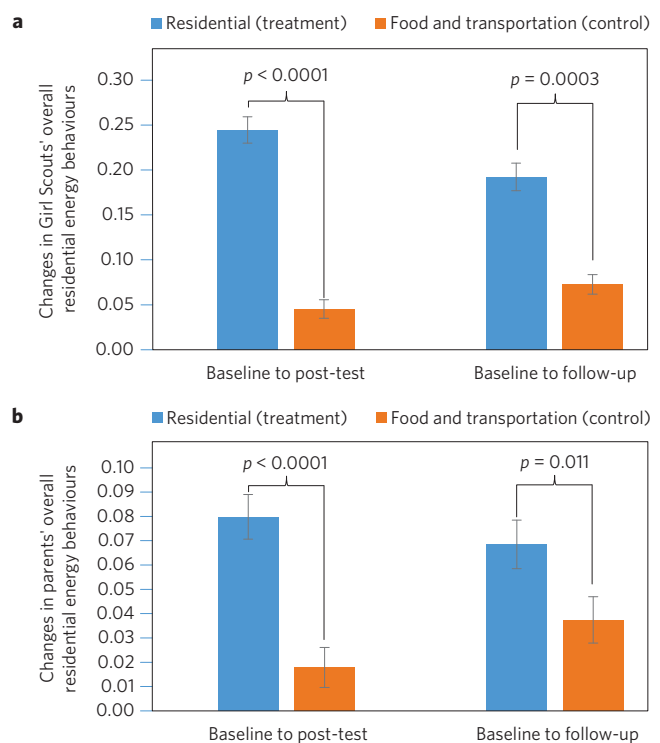 a
Residential (treatment) Food and transportation (control)
Changes in Girl Scouts' overall
residential energy behaviours
0.30
0.25
0.20
0.15
0.10
0.05
0.00
p < 0.0001
p = 0.0003
Baseline to post-test Baseline to follow-up
b
Residential (treatment) Food and transportation (control)
Changes in parents' overall
residential energy behaviours
0.10
0.09
0.08
0.07
0.06
0.05
0.04
0.03
0.02
0.01
0.00
p < 0.0001
p = 0.011
Baseline to post-test Baseline to follow-up